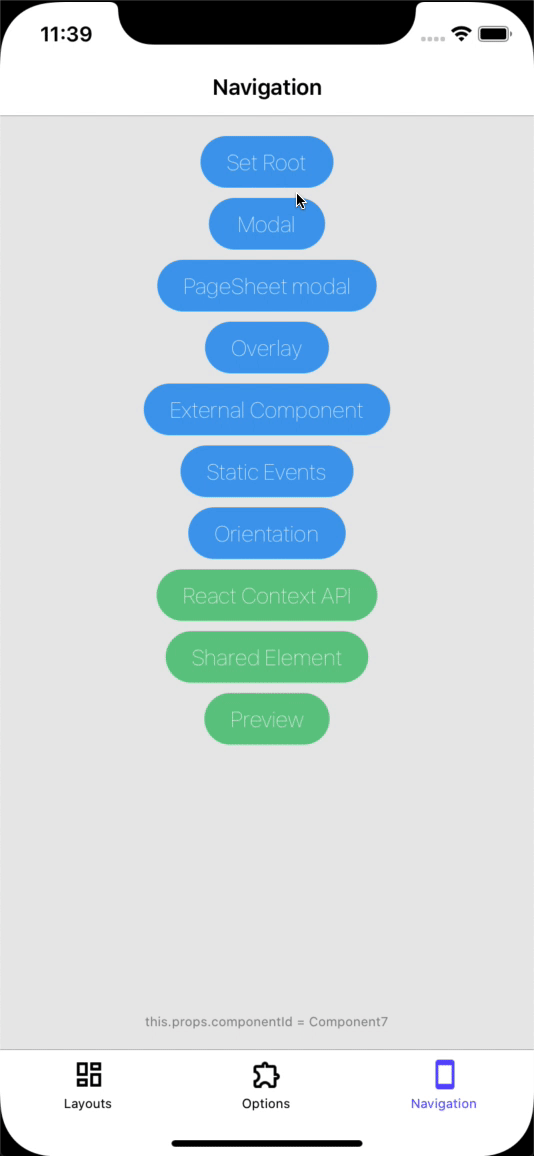 11:39
Navigation
Set Root
Modal
PageSheet modal
Overlay
External Component
Static Events
Orientation
React Context API
Shared Element
Preview
this.props.componentId = Component7
Layouts
Options
Navigation